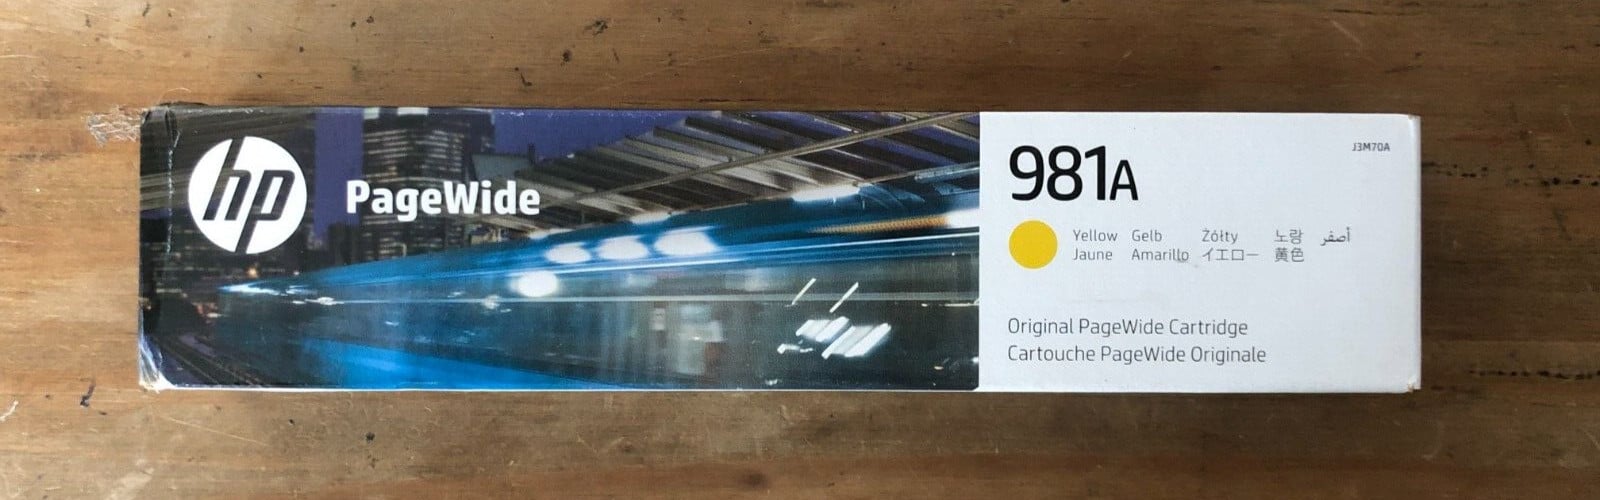 hp
PageWide
981A
J3M70A
Yellow Gelb Żółty 노랑 أصفر
Jaune Amarillo イエロー 黄色
Original PageWide Cartridge
Cartouche PageWide Originale